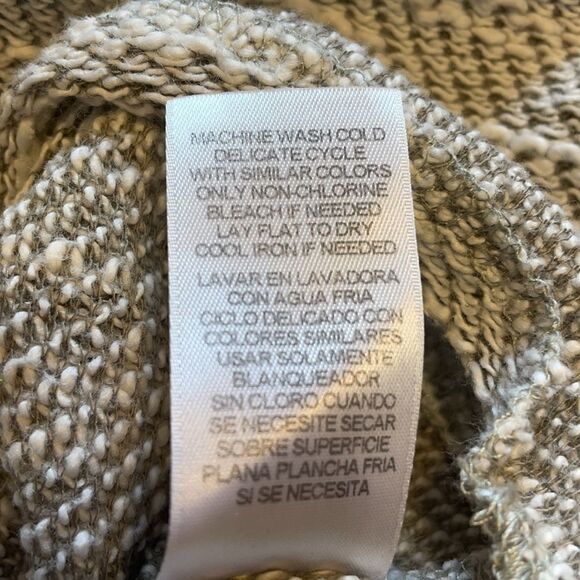 MACHINE WASH COLD
DELICATE CYCLE
WITH SIMILAR COLORS
ONLY NON-CHLORINE
BLEACH IF NEEDED
LAY FLAT TO DRY
COOL IRON IF NEEDED
LAVAR EN LAVADORA
CON AGUA FRIA
CICLO DELICADO CON
COLORES SIMILARES
USAR SOLAMENTE
BLANQUEADOR
SIN CLORO CUANDO
SE NECESITE SECAR
SOBRE SUPERFICIE
PLANA PLANCHA FRIA
SI SE NECESITA